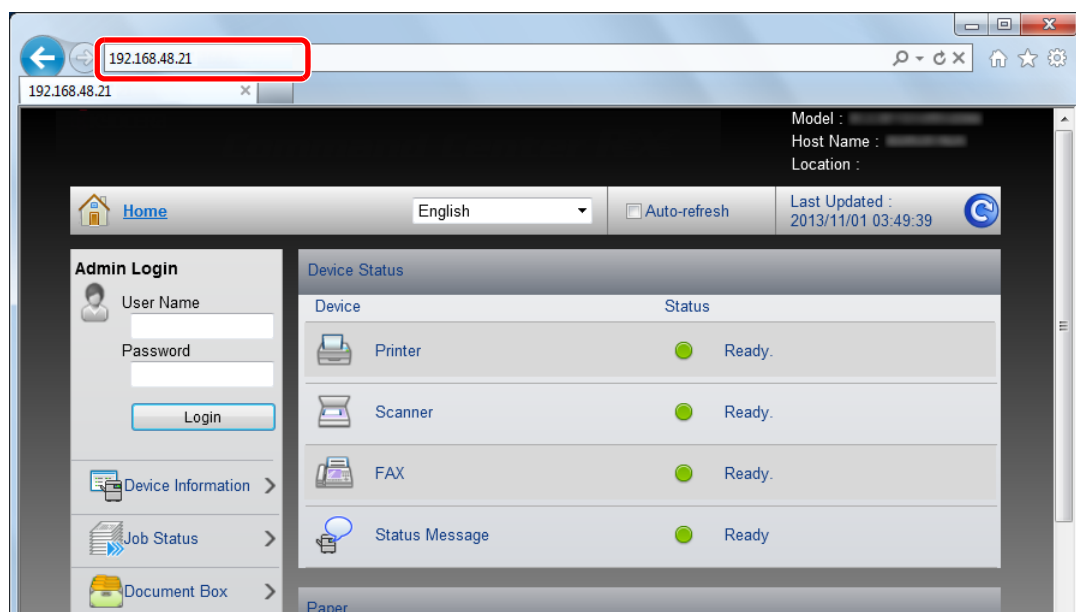 192.168.48.21
192.168.48.21
Model :
Host Name :
Location :
Home
English
Auto-refresh
Last Updated :
2013/11/01 03:49:39
Admin Login
User Name
Password
Login
Device Information
Job Status
Document Box
Device Status
Device Status
Printer Ready.
Scanner Ready.
FAX Ready.
Status Message Ready
Paper